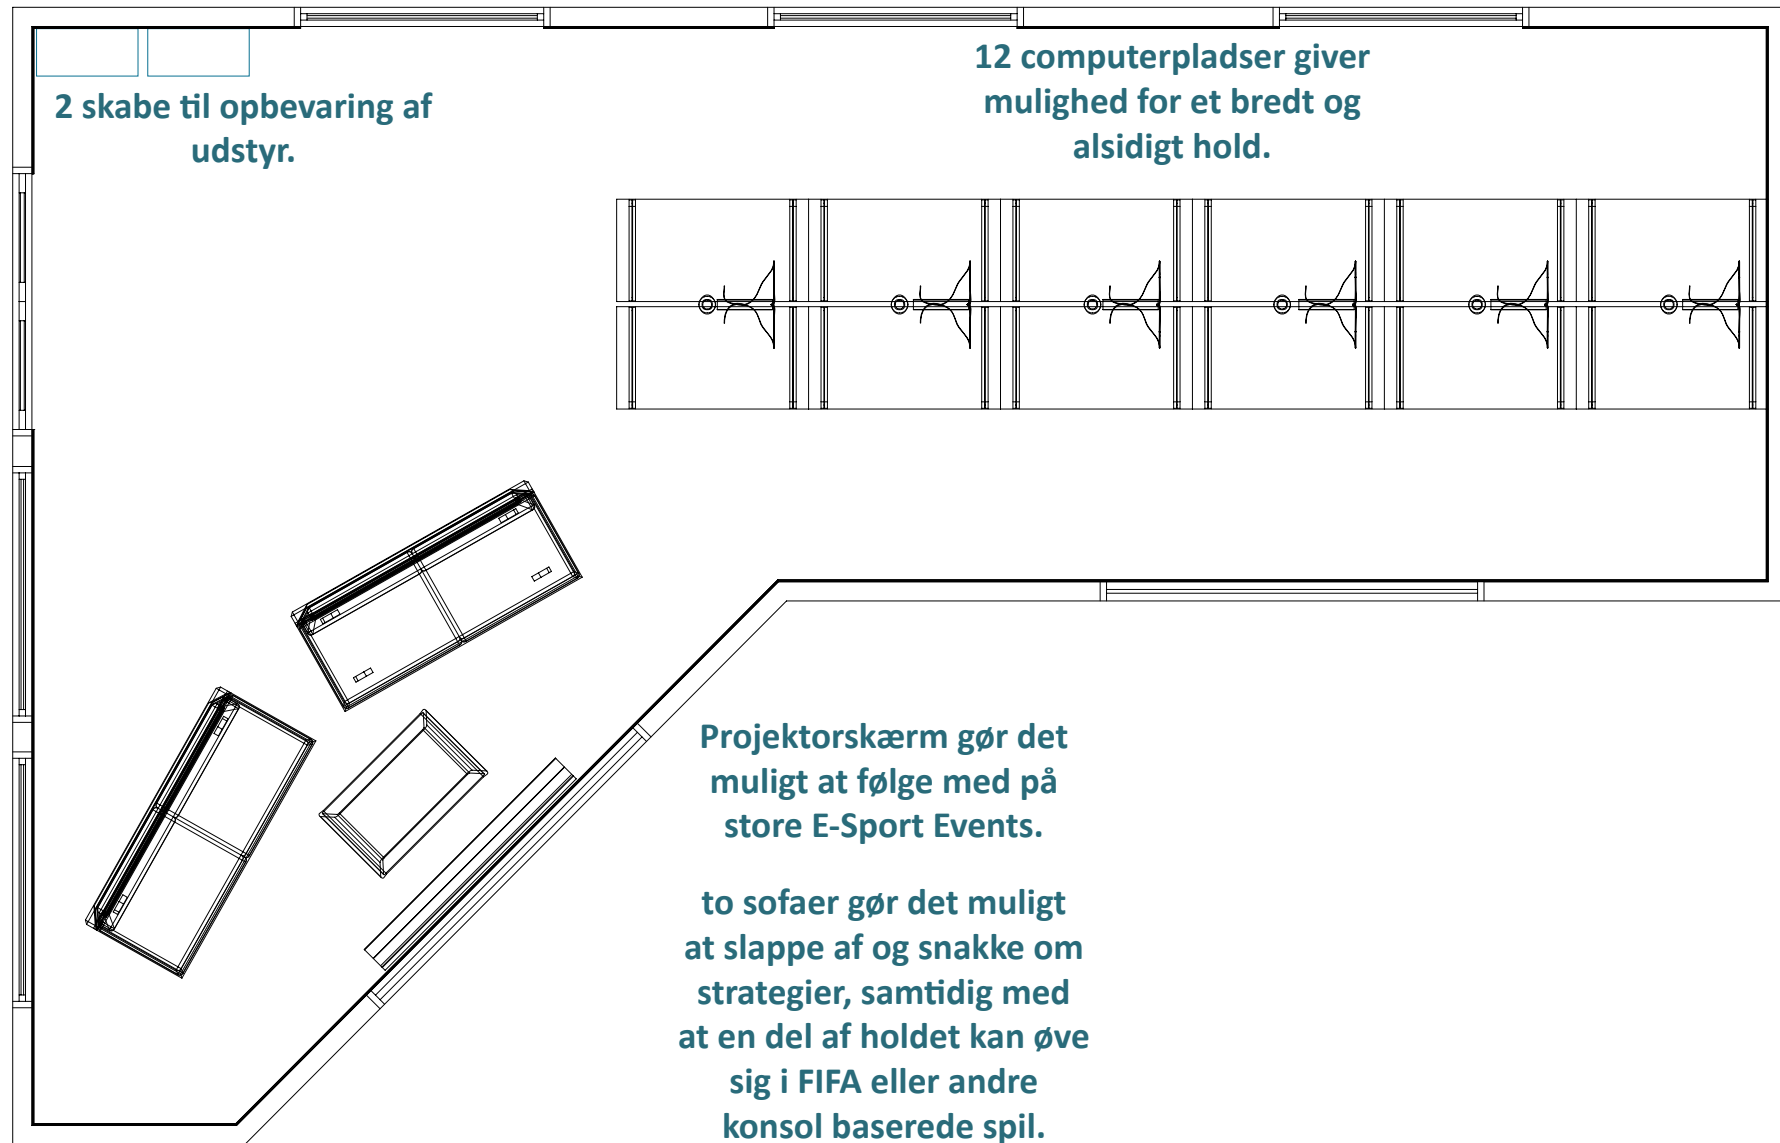 2 skabe til opbevaring af
udstyr.
12 computerpladser giver
mulighed for et bredt og
alsidigt hold.
Projektorskærm gør det
muligt at følge med på
store E-Sport Events.
to sofaer gør det muligt
at slappe af og snakke om
strategier, samtidig med
at en del af holdet kan øve
sig i FIFA eller andre
konsol baserede spil.